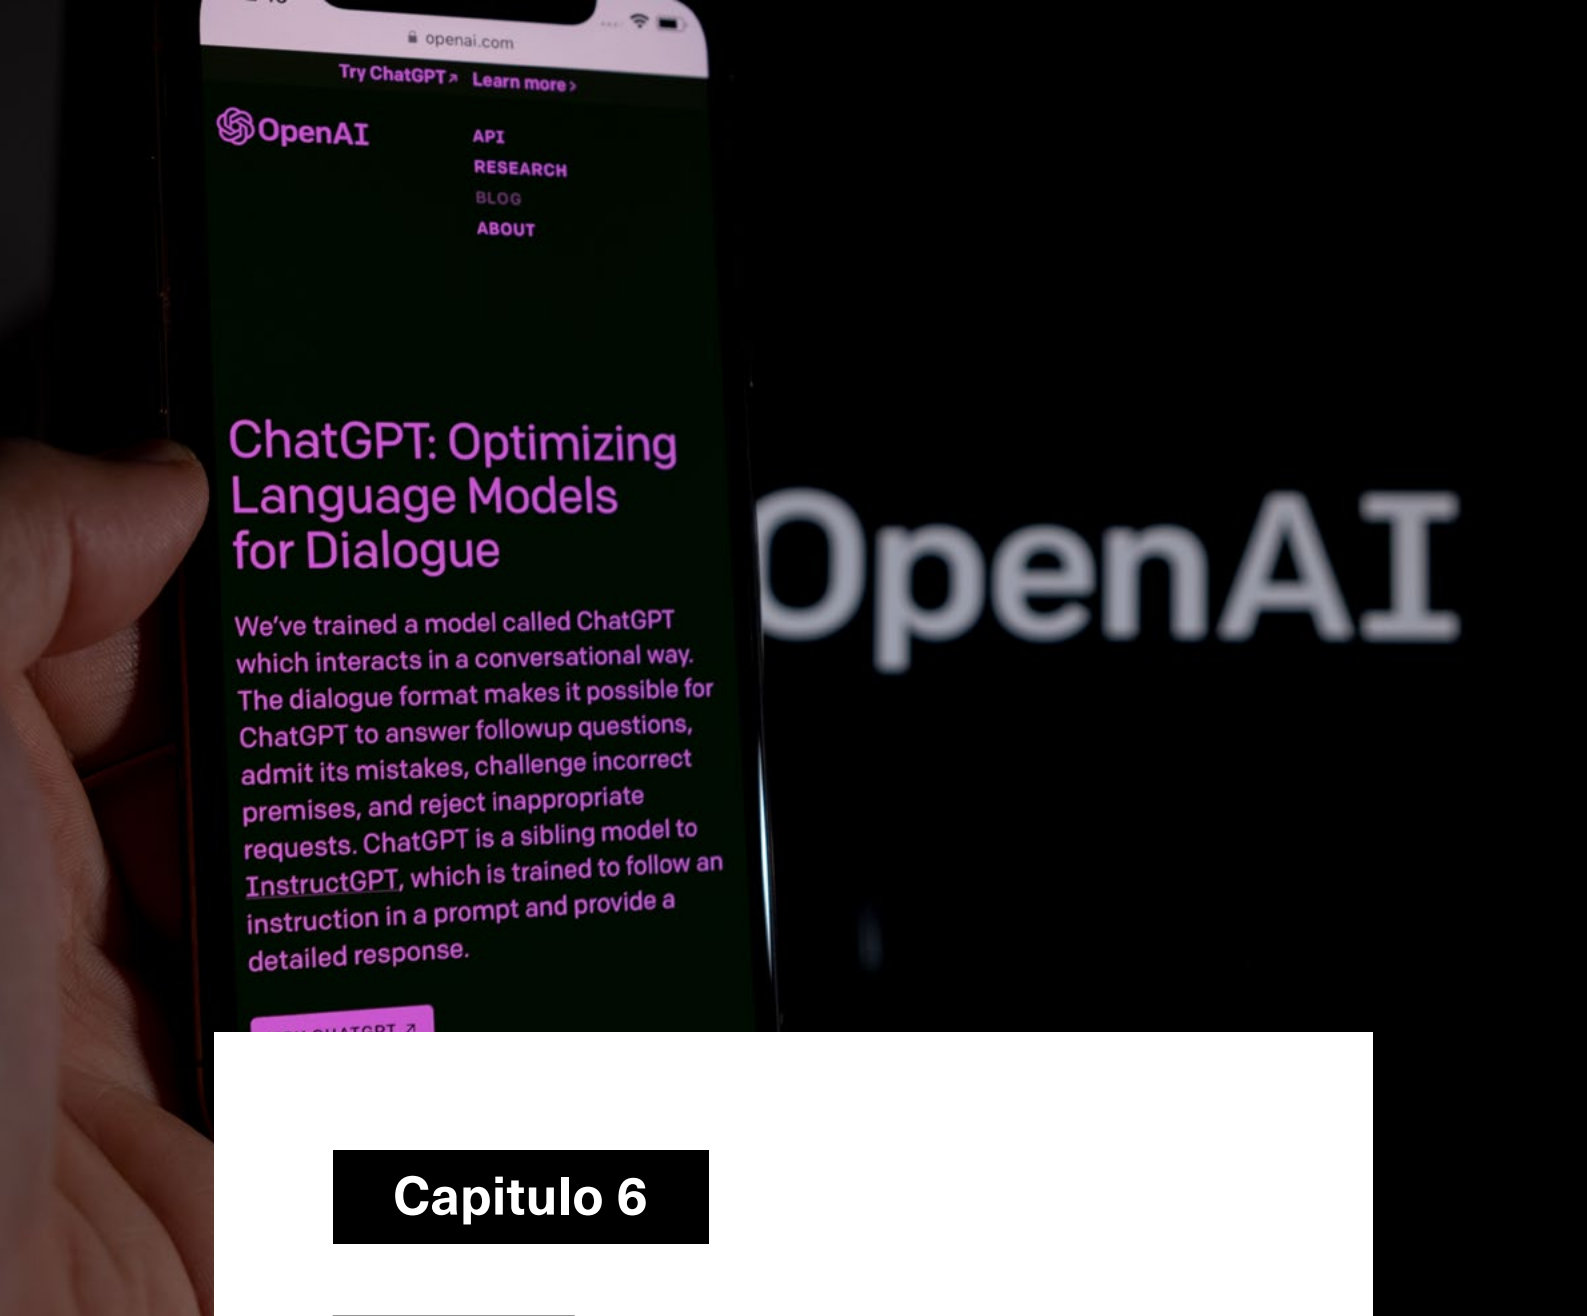 openai.com
Try ChatGPT↗ Learn more>
OpenAI
API
RESEARCH
BLOG
ABOUT
ChatGPT: Optimizing
Language Models
for Dialogue
We've trained a model called ChatGPT
which interacts in a conversational way.
The dialogue format makes it possible for
ChatGPT to answer followup questions,
admit its mistakes, challenge incorrect
premises, and reject inappropriate
requests. ChatGPT is a sibling model to
InstructGPT, which is trained to follow an
instruction in a prompt and provide a
detailed response.
CHATGPT ↗
OpenAI
Capitulo 6